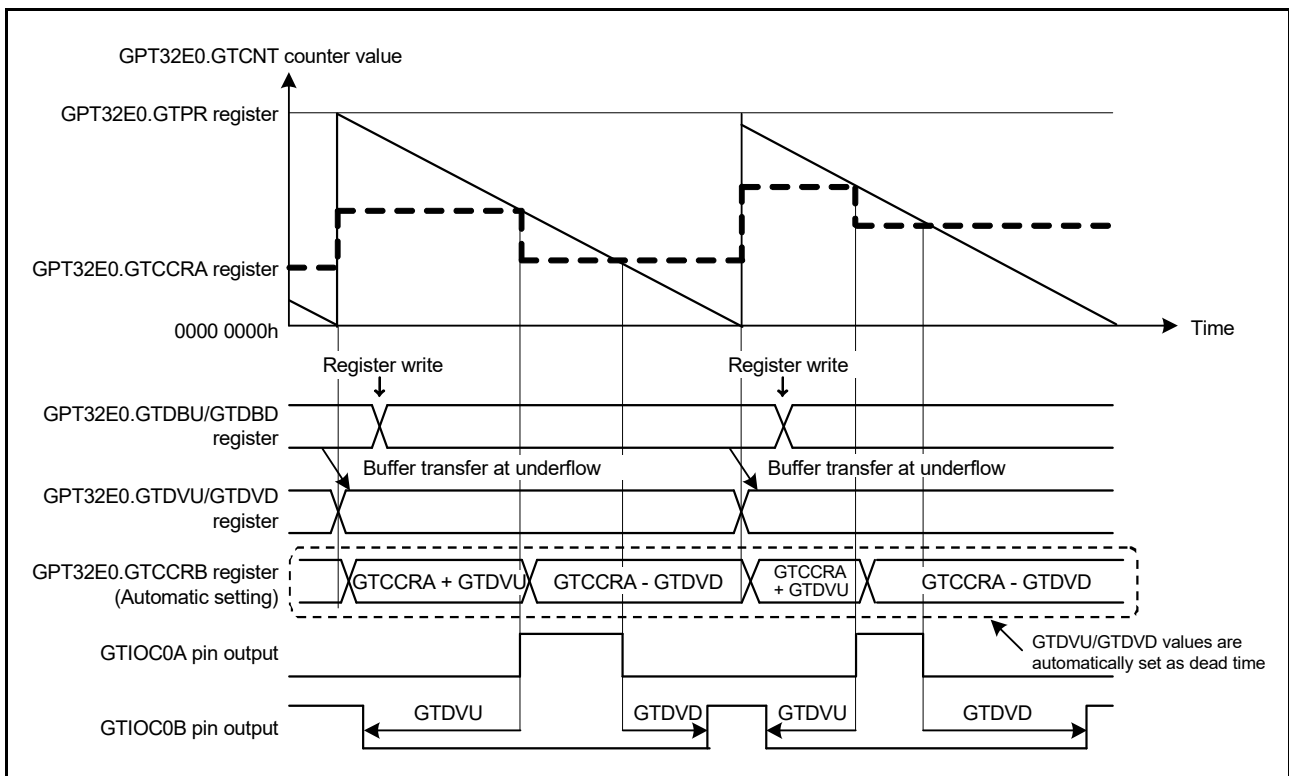 GPT32E0.GTCNT counter value
GPT32E0.GTPR register
GPT32E0.GTCCRA register
0000 0000h
Time
Register write
Register write
GPT32E0.GTDBU/GTDBD
register
Buffer transfer at underflow
Buffer transfer at underflow
GPT32E0.GTDVU/GTDVD
register
GPT32E0.GTCCRB register
(Automatic setting)
GTCCRA + GTDVU
GTCCRA - GTDVD
GTCCRA
+ GTDVU
GTCCRA - GTDVD
GTDVU/GTDVD values are
automatically set as dead time
GTIOC0A pin output
GTIOC0B pin output
GTDVU
GTDVD
GTDVU
GTDVD